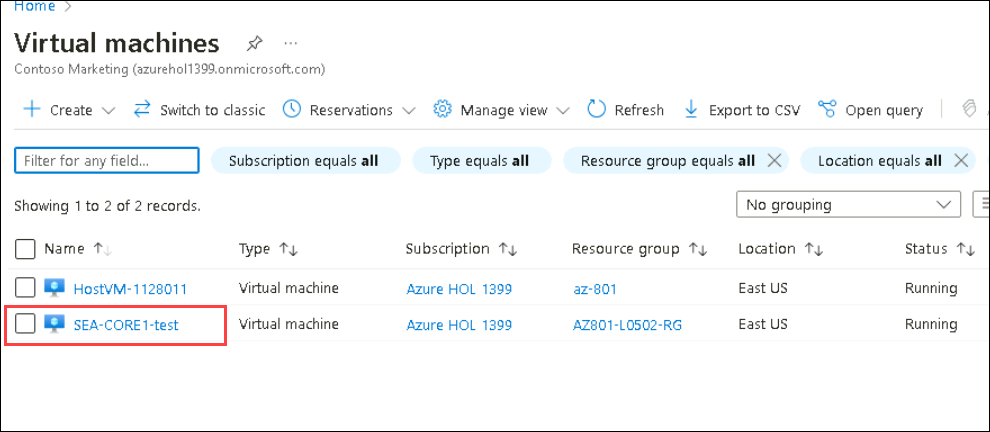 Home >
Virtual machines ...
Contoso Marketing (azurehol1399.onmicrosoft.com)
Create Switch to classic Reservations Manage view Refresh Export to CSV Open query
Filter for any field... Subscription equals all Type equals all Resource group equals all Location equals all
Showing 1 to 2 of 2 records. No grouping
Name Type Subscription Resource group Location Status
HostVM-1128011 Virtual machine Azure HOL 1399 az-801 East US Running
SEA-CORE1-test Virtual machine Azure HOL 1399 AZ801-L0502-RG East US Running